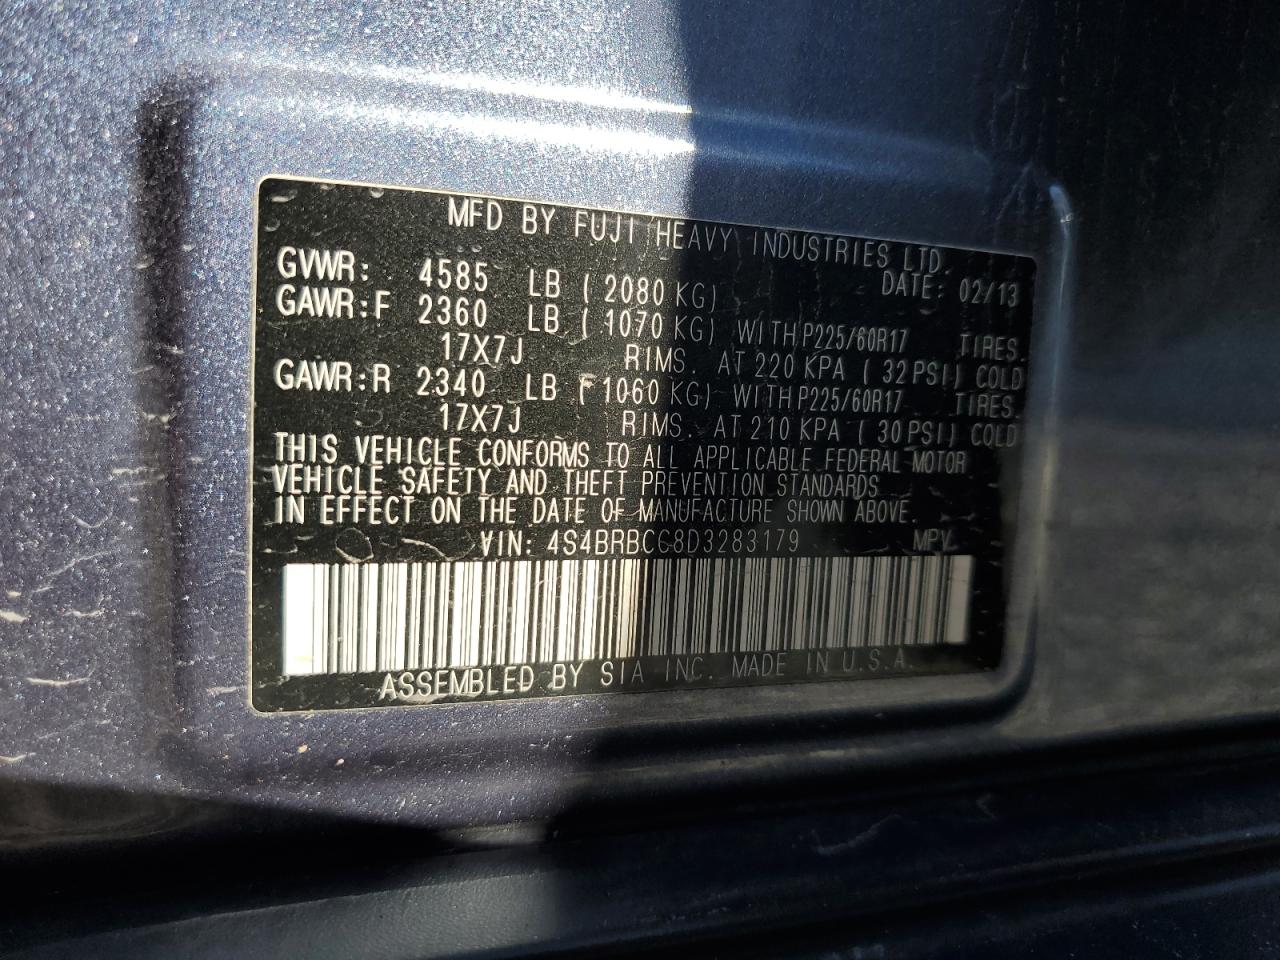 MFD BY FUJI HEAVY INDUSTRIES LTD.
GVWR: 4585 LB ( 2080 KG) DATE: 02/13
GAWR:F 2360 LB ( 1070 KG) WITH P225/60R17 TIRES.
17X7J RIMS. AT 220 KPA ( 32 PSI) COLD
GAWR:R 2340 LB ( 1060 KG) WITH P225/60R17 TIRES.
17X7J RIMS. AT 210 KPA ( 30 PSI) COLD
THIS VEHICLE CONFORMS TO ALL APPLICABLE FEDERAL MOTOR
VEHICLE SAFETY AND THEFT PREVENTION STANDARDS
IN EFFECT ON THE DATE OF MANUFACTURE SHOWN ABOVE.
VIN: 4S4BRBCC8D3283179 MPV
ASSEMBLED BY SIA INC. MADE IN U.S.A.